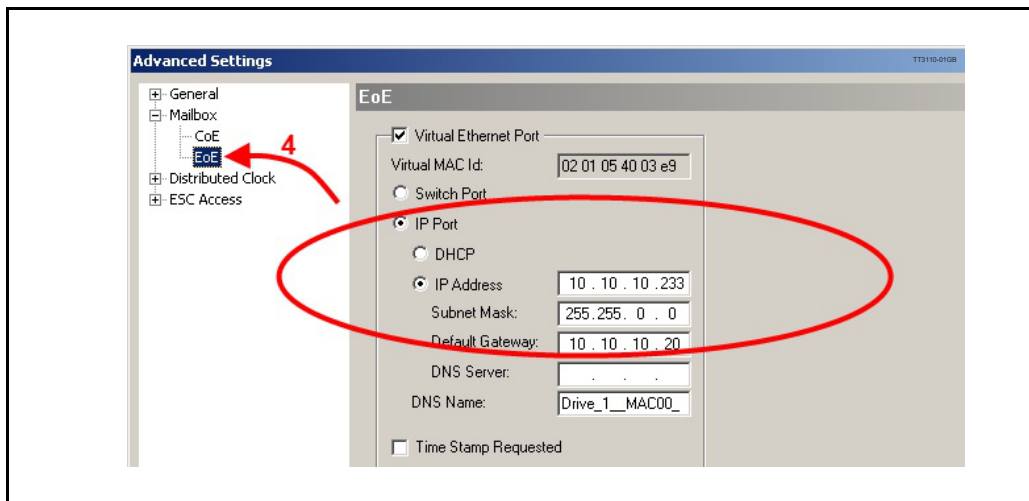 Advanced Settings
TT3110-01GB
General
Mailbox
CoE
EoE
Distributed Clock
ESC Access
4
EoE
Virtual Ethernet Port
Virtual MAC Id: 02 01 05 40 03 e9
Switch Port
IP Port
DHCP
IP Address 10 . 10 . 10 .233
Subnet Mask: 255.255. 0 . 0
Default Gateway: 10 . 10 . 10 . 20
DNS Server: . . .
DNS Name: Drive_1__MAC00_
Time Stamp Requested